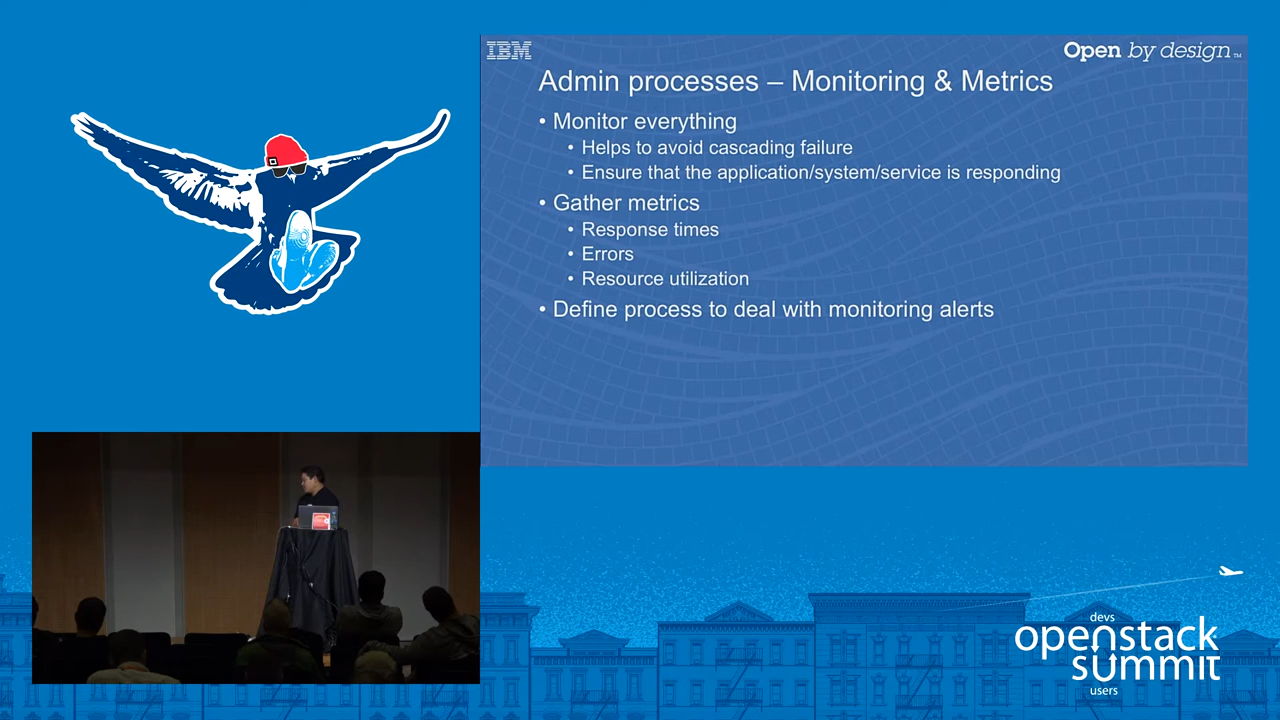 IBM
Open by design™
Admin processes – Monitoring & Metrics
• Monitor everything
• Helps to avoid cascading failure
• Ensure that the application/system/service is responding
• Gather metrics
• Response times
• Errors
• Resource utilization
• Define process to deal with monitoring alerts
devs
openstack
summit
users